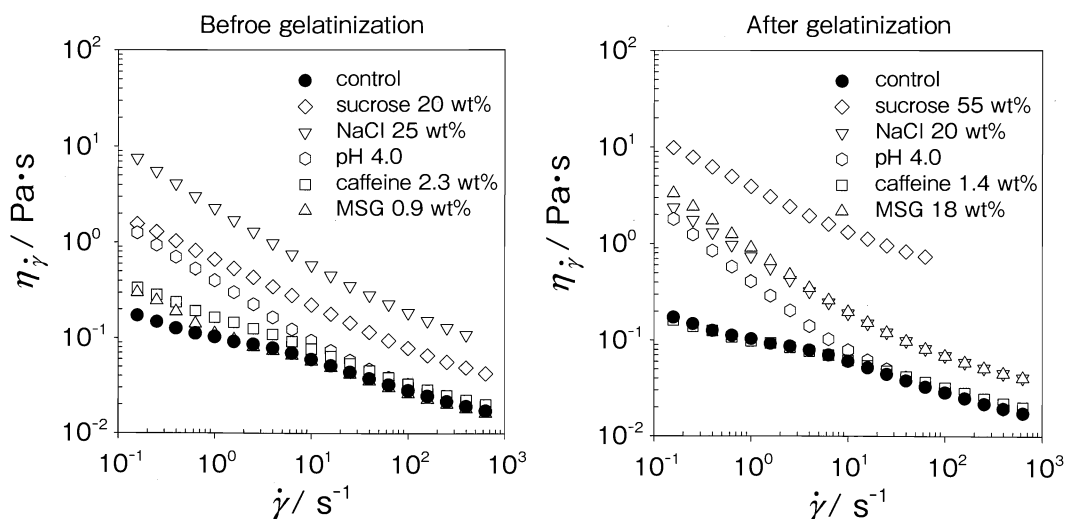 Befroe gelatinization
10²
10¹
10⁰
10⁻¹
10⁻²
η_γ̇ / Pa·s
control
sucrose 20 wt%
NaCl 25 wt%
pH 4.0
caffeine 2.3 wt%
MSG 0.9 wt%
10⁻¹ 10⁰ 10¹ 10² 10³
γ̇ / s⁻¹
After gelatinization
10²
10¹
10⁰
10⁻¹
10⁻²
η_γ̇ / Pa·s
control
sucrose 55 wt%
NaCl 20 wt%
pH 4.0
caffeine 1.4 wt%
MSG 18 wt%
10⁻¹ 10⁰ 10¹ 10² 10³
γ̇ / s⁻¹